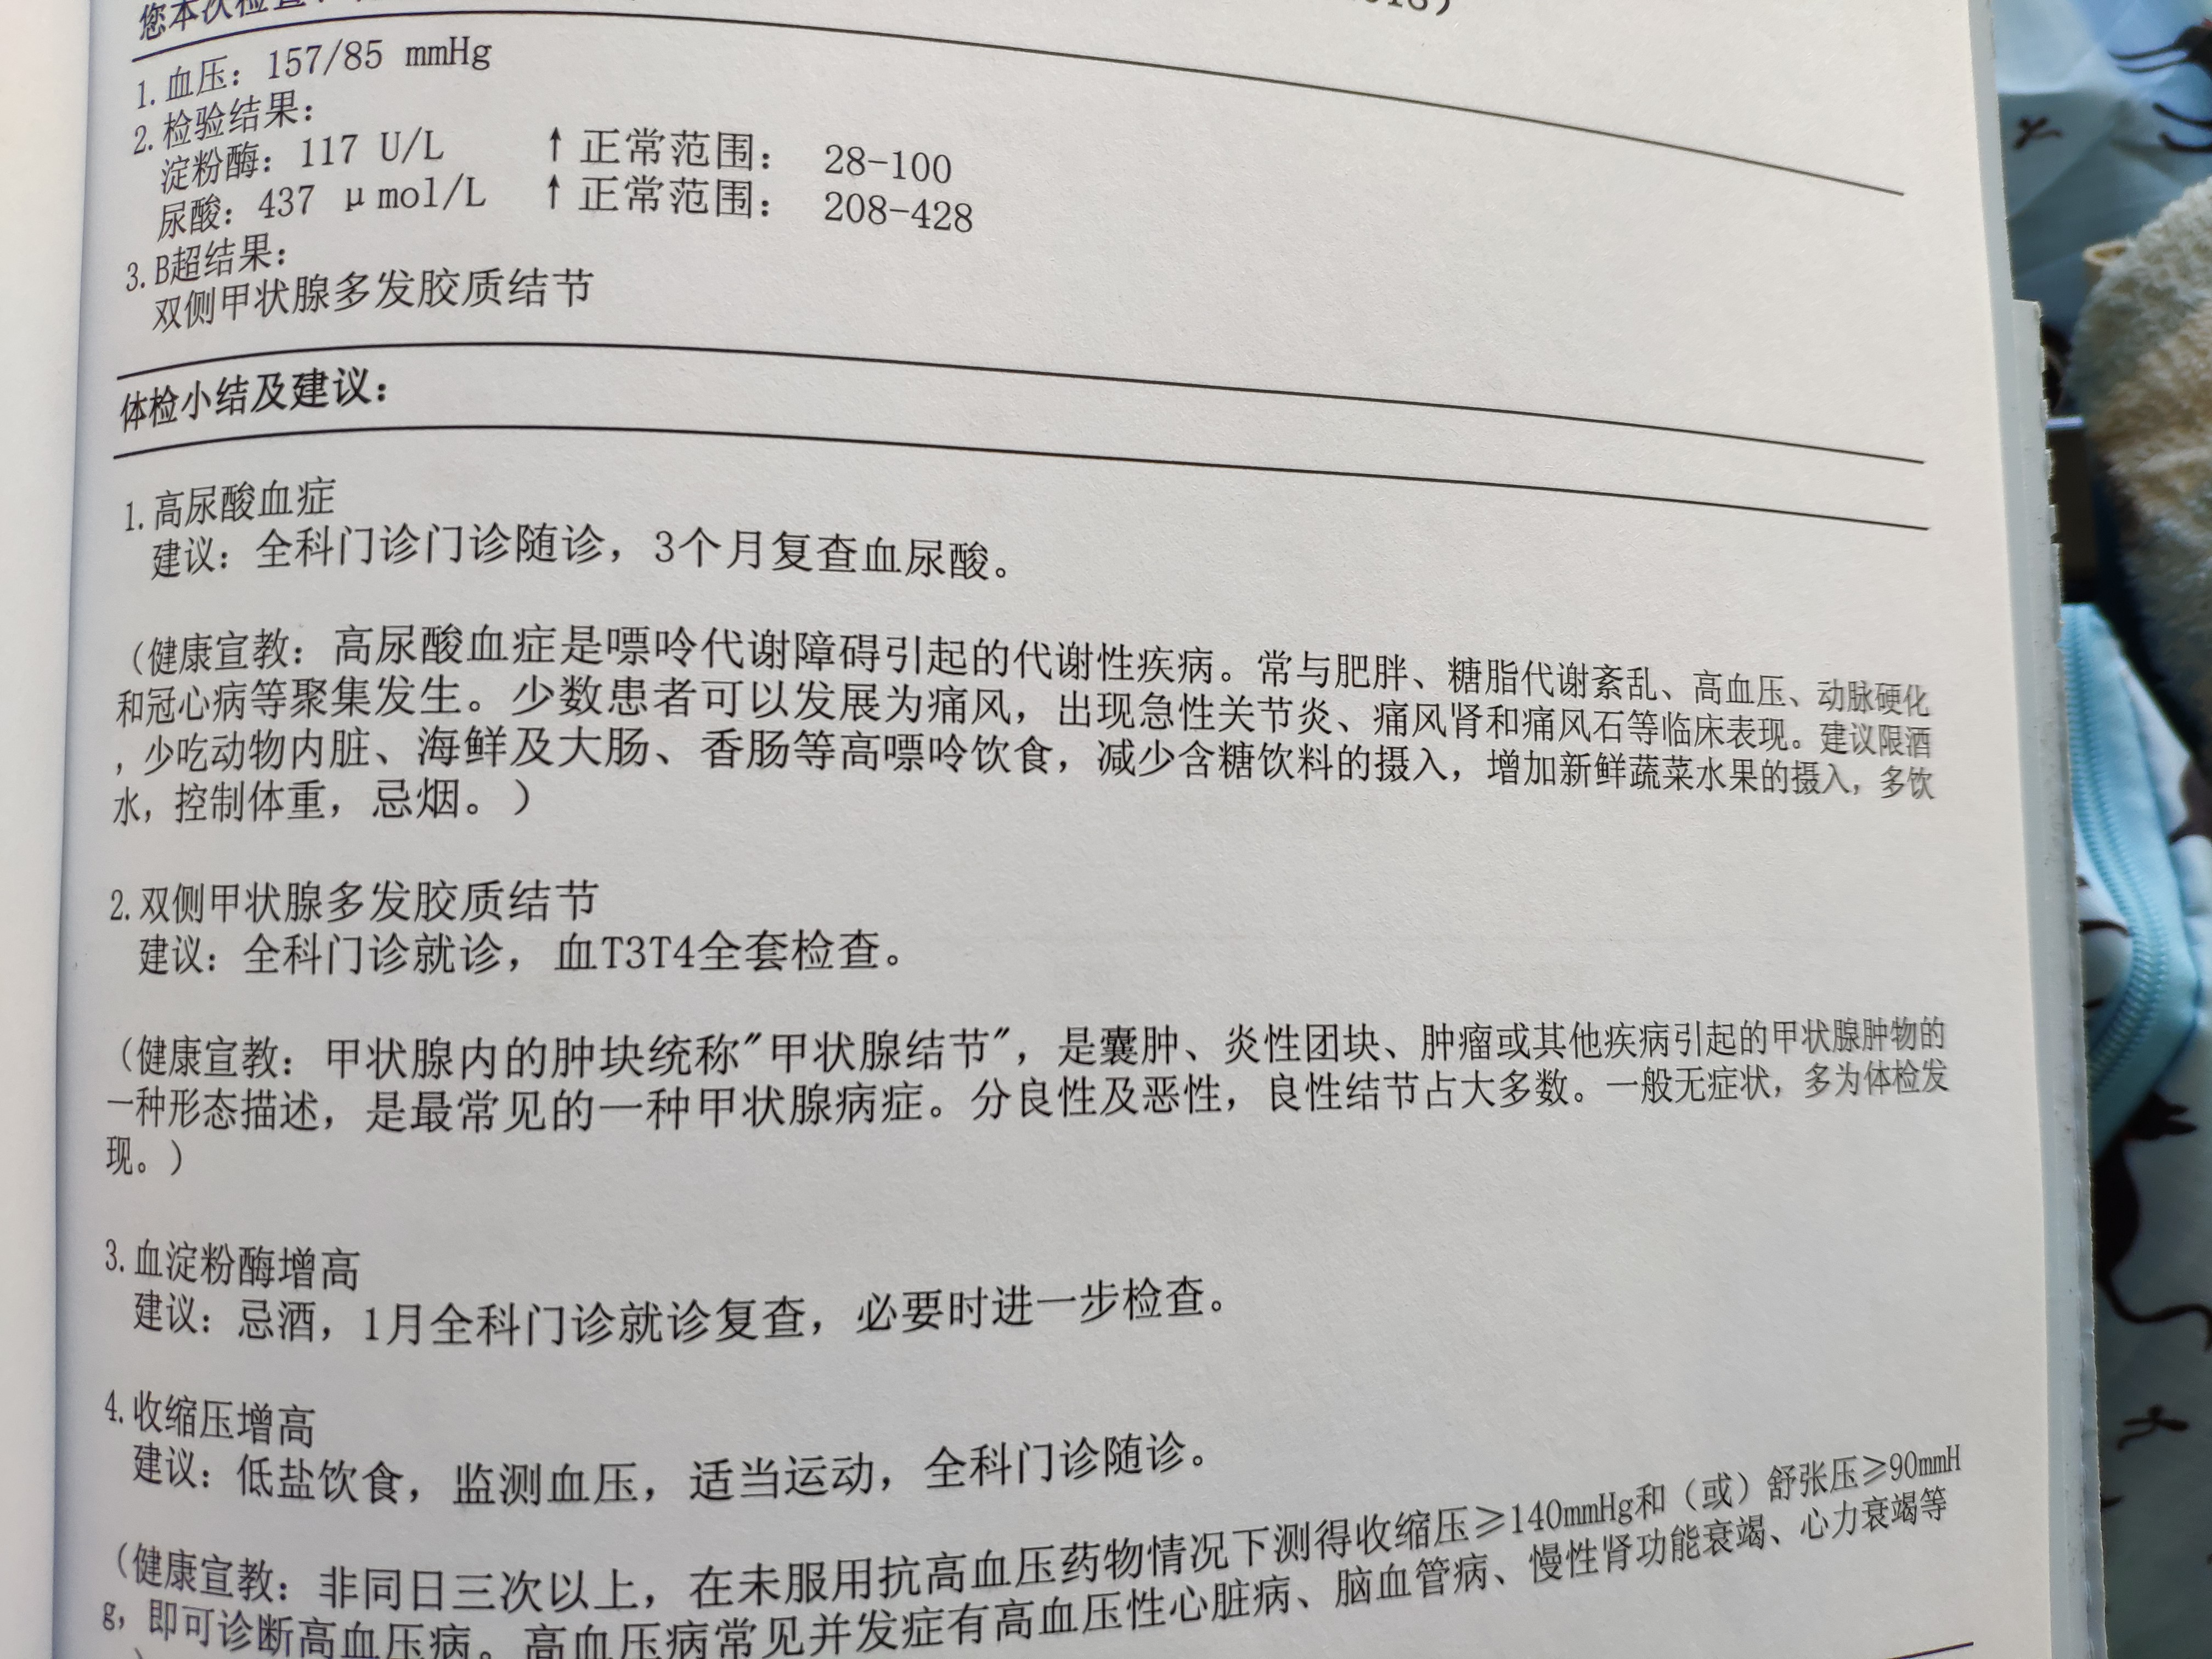 您本次检查
1. 血压：157/85 mmHg
2. 检验结果：
淀粉酶：117 U/L ↑正常范围： 28-100
尿酸：437 μmol/L ↑正常范围： 208-428
3. B超结果：
双侧甲状腺多发胶质结节
体检小结及建议：
1. 高尿酸血症
建议：全科门诊门诊随诊，3个月复查血尿酸。
（健康宣教：高尿酸血症是嘌呤代谢障碍引起的代谢性疾病。常与肥胖、糖脂代谢紊乱、高血压、动脉硬化
和冠心病等聚集发生。少数患者可以发展为痛风，出现急性关节炎、痛风肾和痛风石等临床表现。建议限酒
，少吃动物内脏、海鲜及大肠、香肠等高嘌呤饮食，减少含糖饮料的摄入，增加新鲜蔬菜水果的摄入，多饮
水，控制体重，忌烟。）
2. 双侧甲状腺多发胶质结节
建议：全科门诊就诊，血T3T4全套检查。
（健康宣教：甲状腺内的肿块统称"甲状腺结节"，是囊肿、炎性团块、肿瘤或其他疾病引起的甲状腺肿物的
一种形态描述，是最常见的一种甲状腺病症。分良性及恶性，良性结节占大多数。一般无症状，多为体检发
现。）
3. 血淀粉酶增高
建议：忌酒，1月全科门诊就诊复查，必要时进一步检查。
4. 收缩压增高
建议：低盐饮食，监测血压，适当运动，全科门诊随诊。
（健康宣教：非同日三次以上，在未服用抗高血压药物情况下测得收缩压≥140mmHg和（或）舒张压≥90mmH
g，即可诊断高血压病。高血压病常见并发症有高血压性心脏病、脑血管病、慢性肾功能衰竭、心力衰竭等